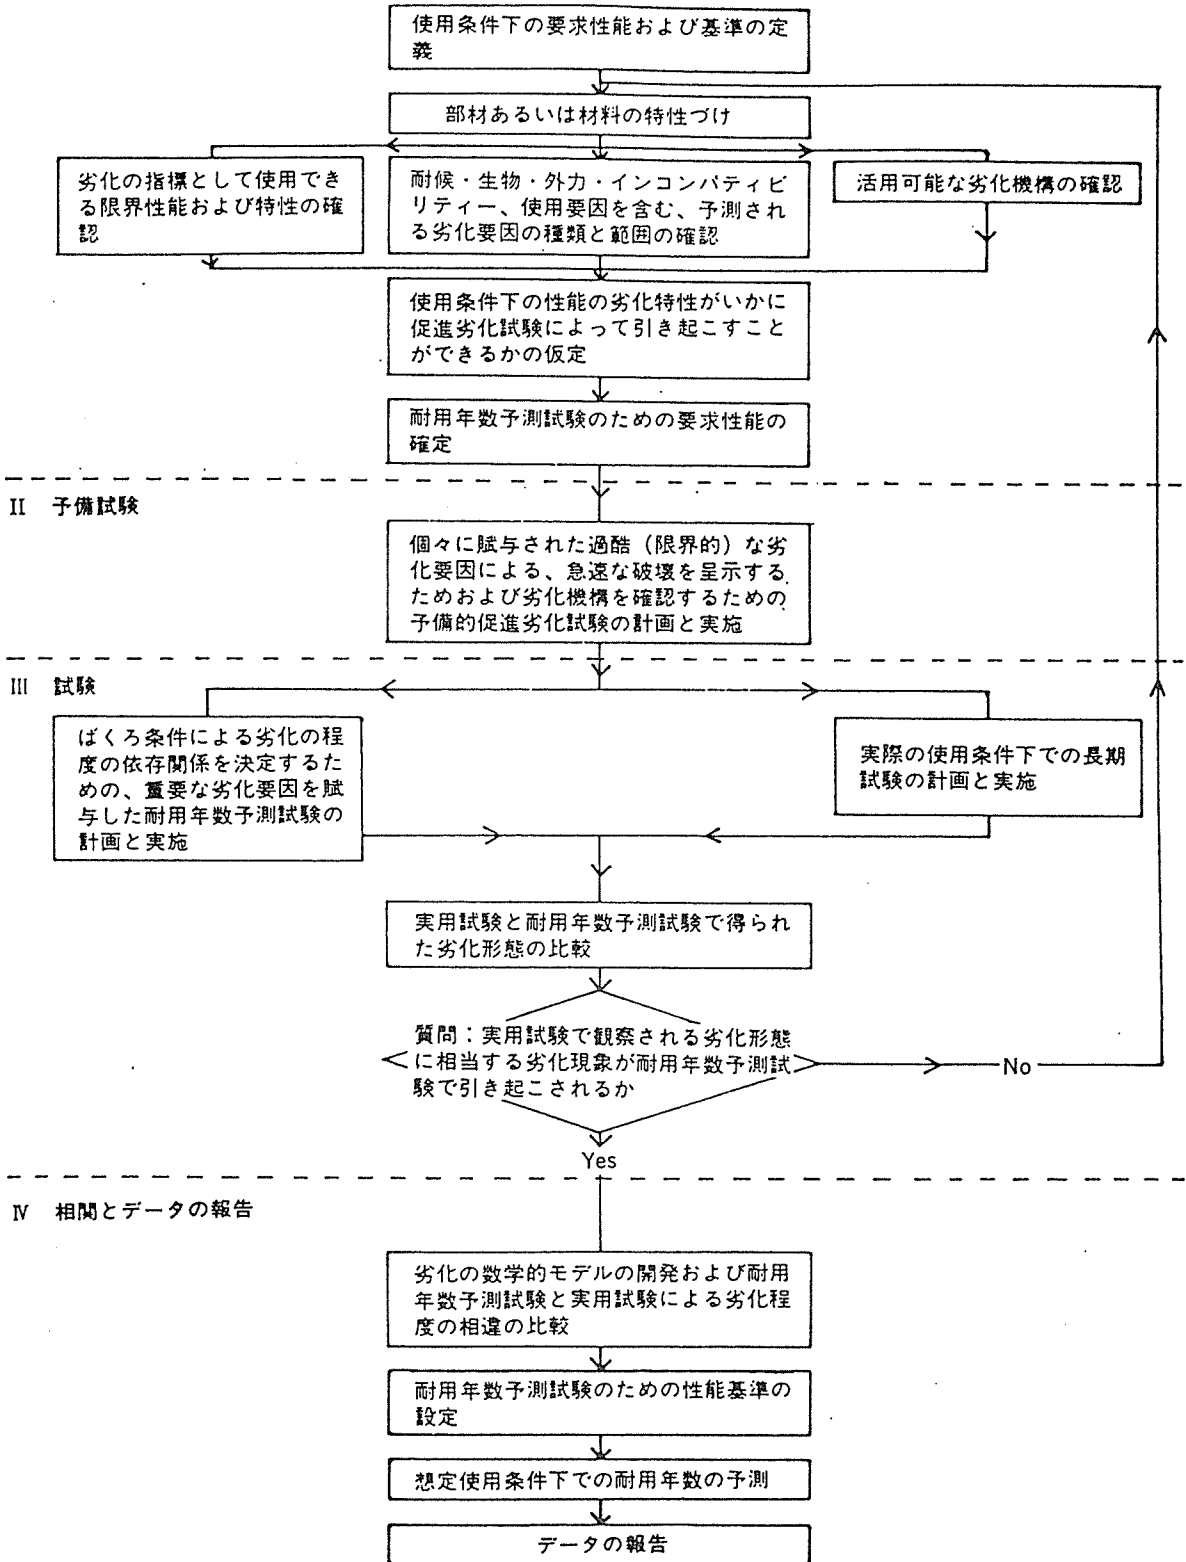 使用条件下の要求性能および基準の定
義
部材あるいは材料の特性づけ
劣化の指標として使用でき
る限界性能および特性の確
認
耐候・生物・外力・インコンパティビ
リティー、使用要因を含む、予測され
る劣化要因の種類と範囲の確認
活用可能な劣化機構の確認
使用条件下の性能の劣化特性がいかに
促進劣化試験によって引き起こすこと
ができるかの仮定
耐用年数予測試験のための要求性能の
確定
II 予備試験
個々に賦与された過酷（限界的）な劣
化要因による、急速な破壊を呈示する
ためおよび劣化機構を確認するための
予備的促進劣化試験の計画と実施
III 試験
ばくろ条件による劣化の程
度の依存関係を決定するた
めの、重要な劣化要因を賦
与した耐用年数予測試験の
計画と実施
実際の使用条件下での長期
試験の計画と実施
実用試験と耐用年数予測試験で得られ
た劣化形態の比較
質問：実用試験で観察される劣化形態
に相当する劣化現象が耐用年数予測試
験で引き起こされるか
No
Yes
IV 相関とデータの報告
劣化の数学的モデルの開発および耐用
年数予測試験と実用試験による劣化程
度の相違の比較
耐用年数予測試験のための性能基準の
設定
想定使用条件下での耐用年数の予測
データの報告